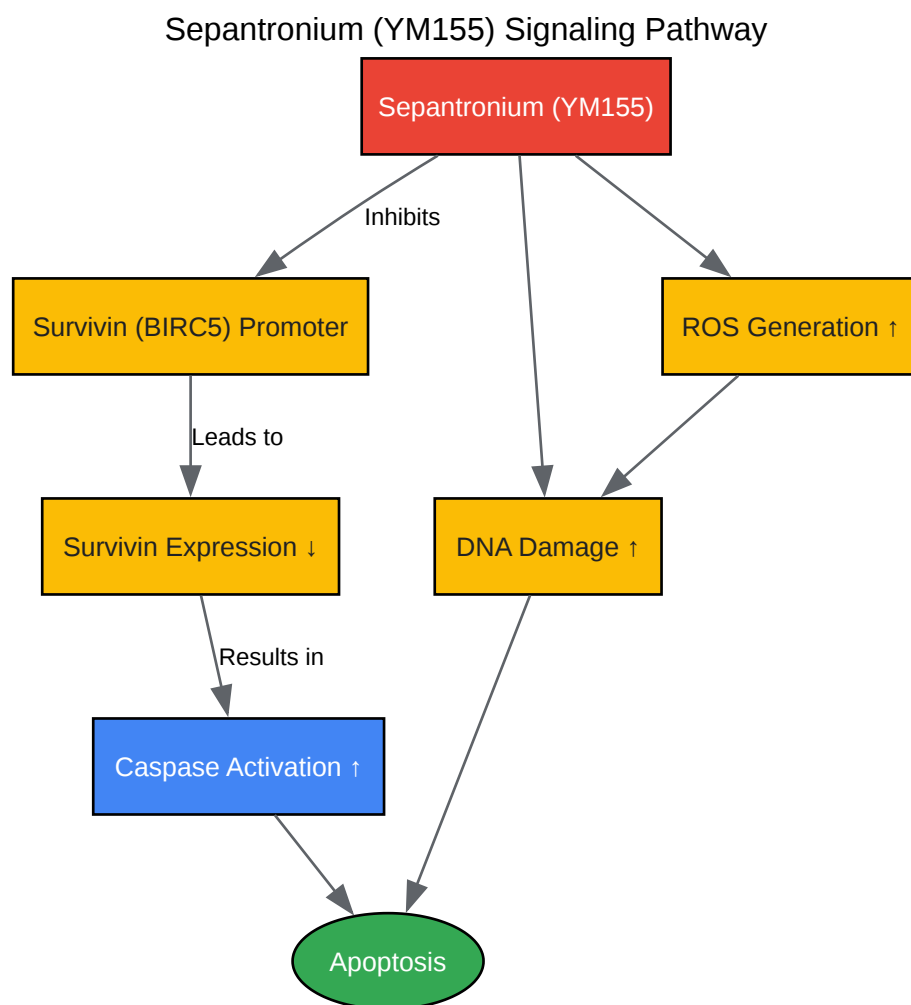 Sepantronium (YM155) Signaling Pathway
Sepantronium (YM155)
Inhibits
Survivin (BIRC5) Promoter
ROS Generation ↑
Leads to
Survivin Expression ↓
DNA Damage ↑
Results in
Caspase Activation ↑
Apoptosis